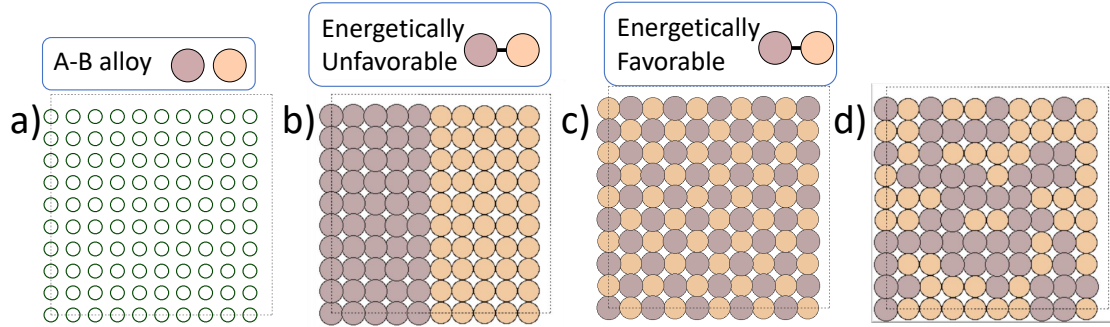 A-B alloy
Energetically
Unfavorable
Energetically
Favorable
a)
b)
c)
d)